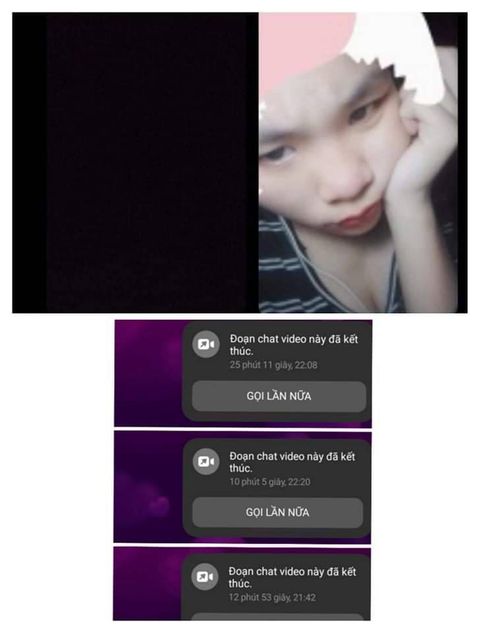 Đoạn chat video này đã kết
thúc.
25 phút 11 giây, 22:08
GỌI LẦN NỮA
Đoạn chat video này đã kết
thúc.
10 phút 5 giây, 22:20
GỌI LẦN NỮA
Đoạn chat video này đã kết
thúc.
12 phút 53 giây, 21:42